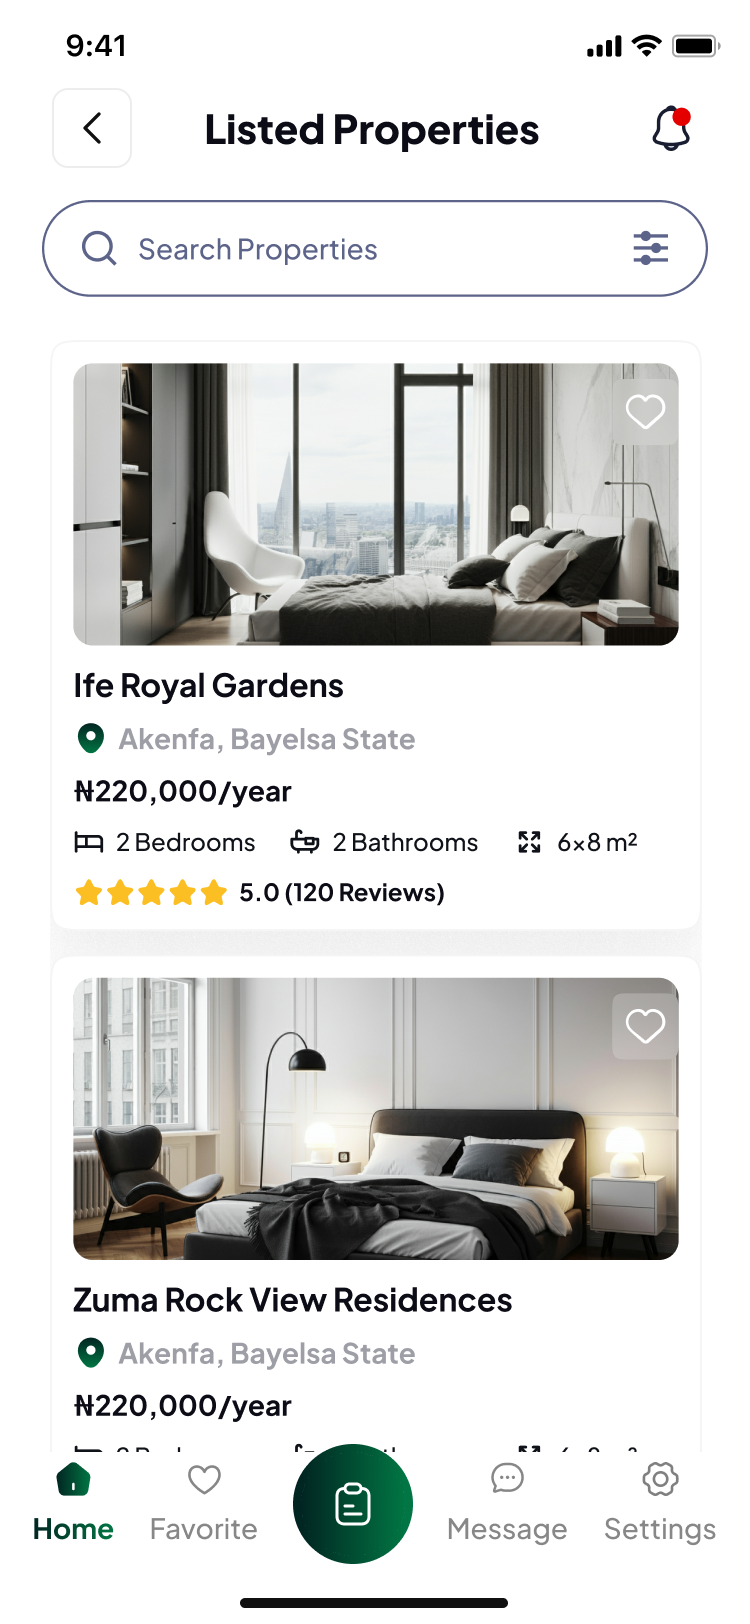 9:41
Listed Properties
Search Properties
Ife Royal Gardens
Akenfa, Bayelsa State
₦220,000/year
2 Bedrooms 2 Bathrooms 6×8 m²
5.0 (120 Reviews)
Zuma Rock View Residences
Akenfa, Bayelsa State
₦220,000/year
Home Favorite Message Settings